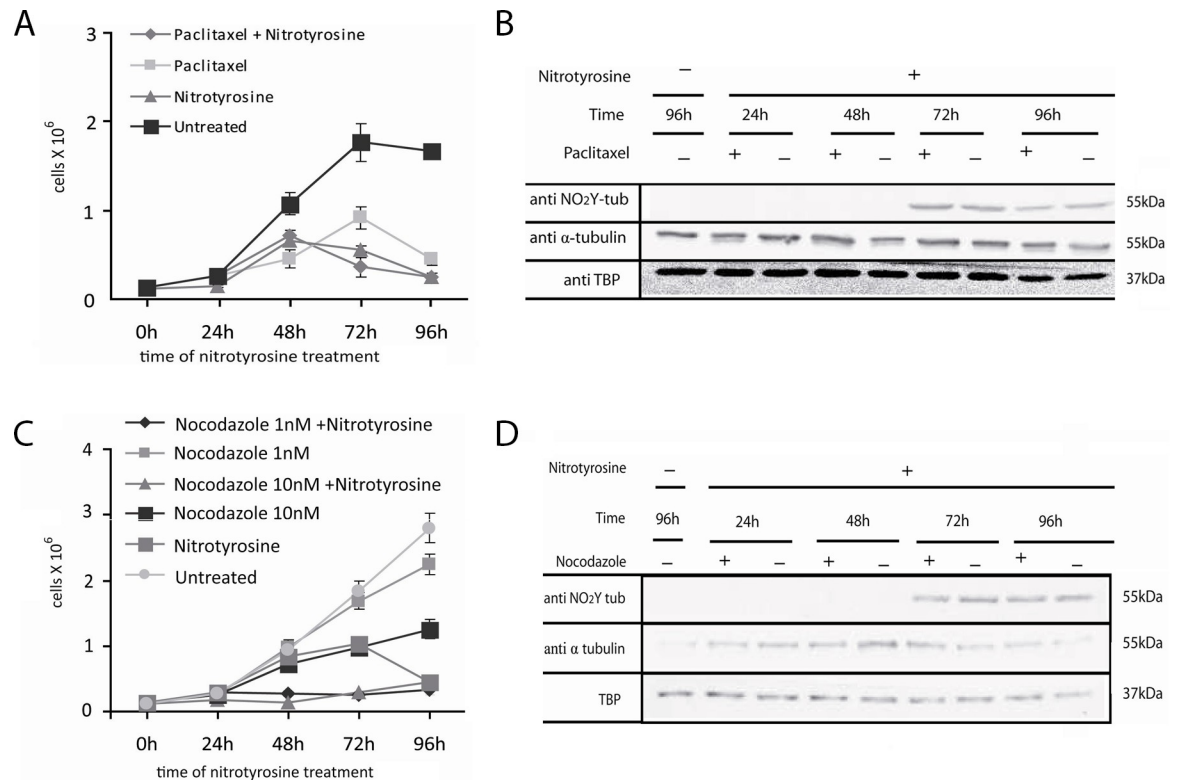 A
Paclitaxel + Nitrotyrosine
Paclitaxel
Nitrotyrosine
Untreated
3
2
1
0
cells X 10⁶
0h 24h 48h 72h 96h
time of nitrotyrosine treatment
B
Nitrotyrosine – +
Time 96h 24h 48h 72h 96h
Paclitaxel – + – + – + – + –
anti NO2Y-tub 55kDa
anti α-tubulin 55kDa
anti TBP 37kDa
C
Nocodazole 1nM +Nitrotyrosine
Nocodazole 1nM
Nocodazole 10nM +Nitrotyrosine
Nocodazole 10nM
Nitrotyrosine
Untreated
4
3
2
1
0
cells X 10⁶
0h 24h 48h 72h 96h
time of nitrotyrosine treatment
D
Nitrotyrosine – +
Time 96h 24h 48h 72h 96h
Nocodazole – + – + – + – + –
anti NO2Y tub 55kDa
anti α tubulin 55kDa
TBP 37kDa